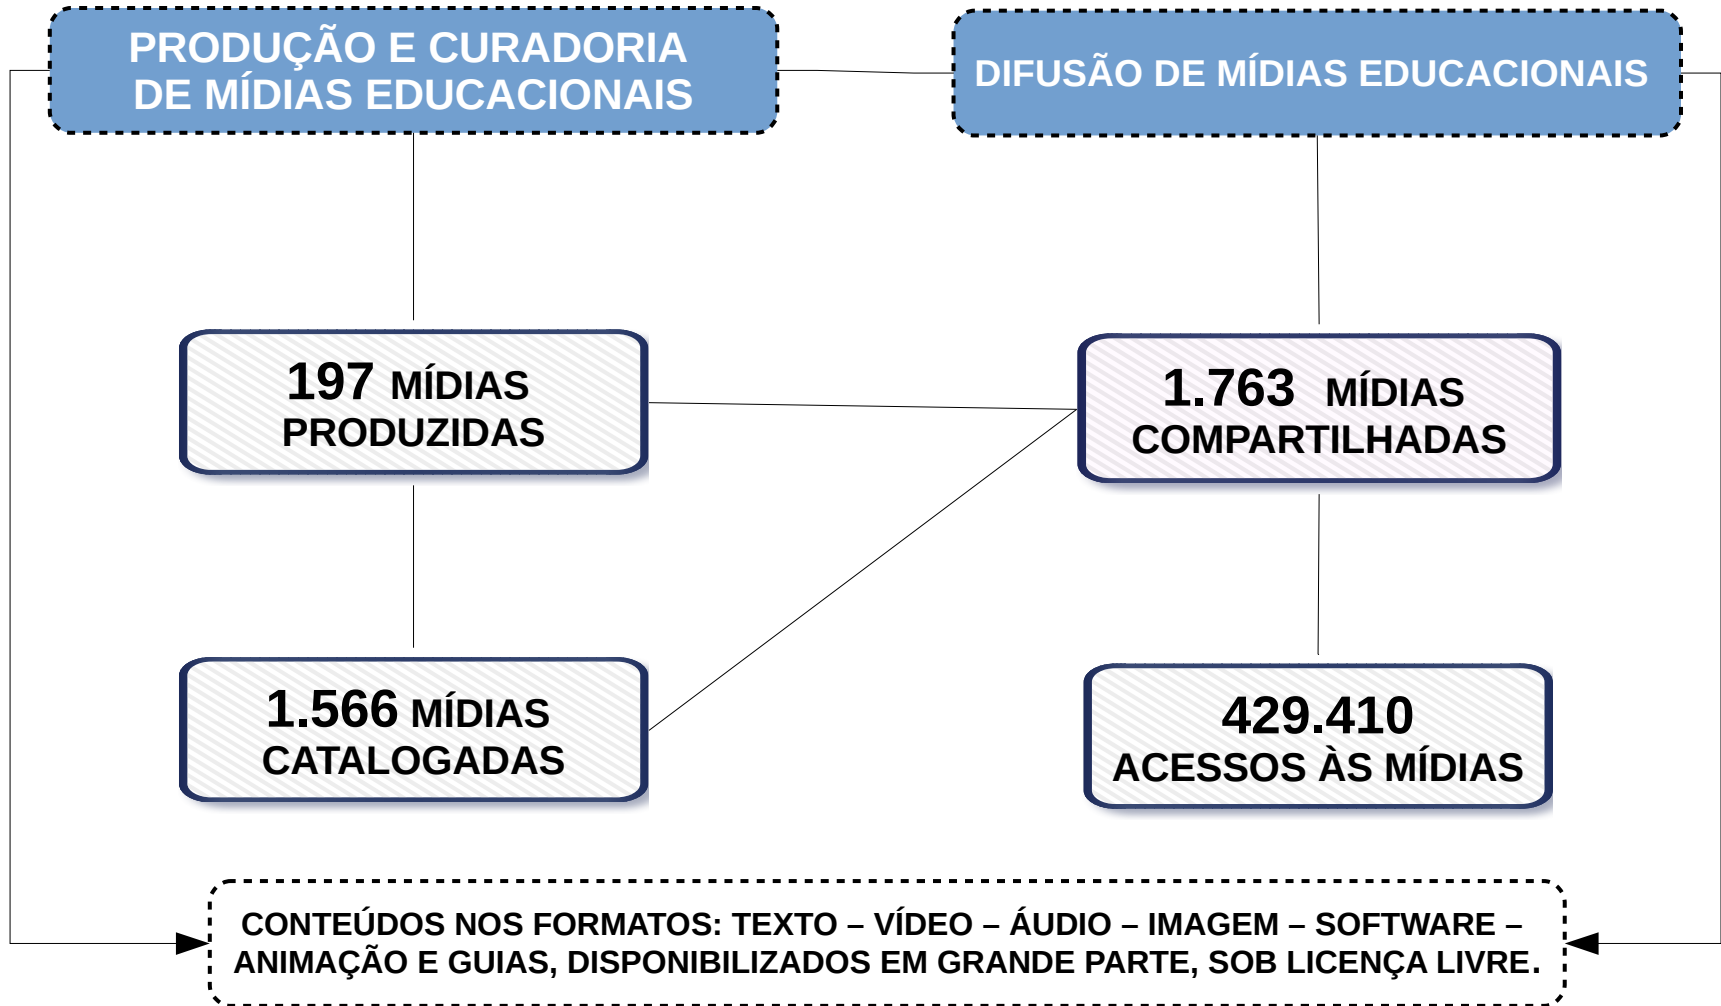 PRODUÇÃO E CURADORIA
DE MÍDIAS EDUCACIONAIS
DIFUSÃO DE MÍDIAS EDUCACIONAIS
197 MÍDIAS
PRODUZIDAS
1.763 MÍDIAS
COMPARTILHADAS
1.566 MÍDIAS
CATALOGADAS
429.410
ACESSOS ÀS MÍDIAS
CONTEÚDOS NOS FORMATOS: TEXTO – VÍDEO – ÁUDIO – IMAGEM – SOFTWARE –
ANIMAÇÃO E GUIAS, DISPONIBILIZADOS EM GRANDE PARTE, SOB LICENÇA LIVRE.